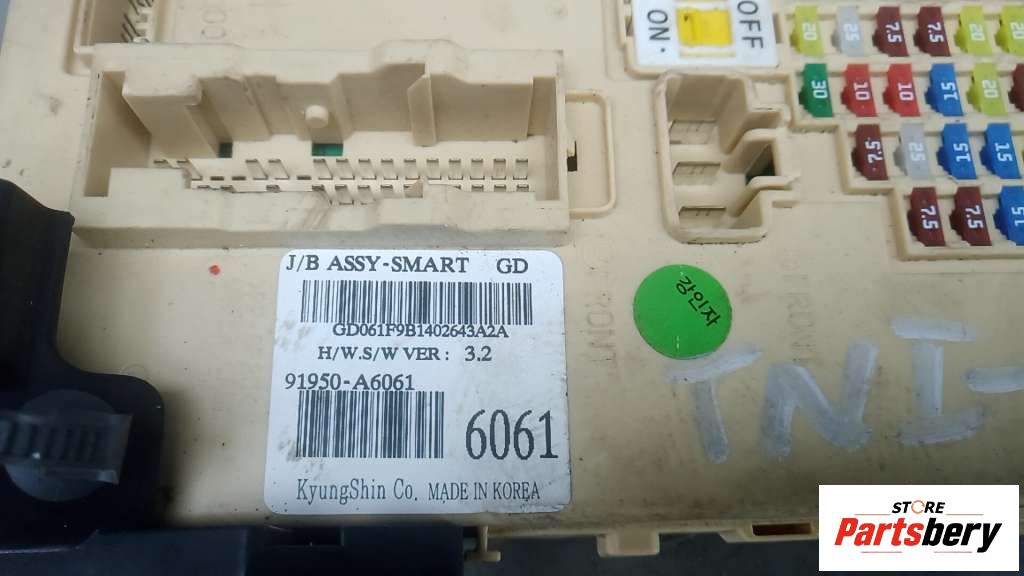 ON
OFF
20 25 7.5 7.5 20 20
30 10 10 15 20
7.5 25 15 15
7.5 7.5 15
J/B ASSY-SMART GD
GD061F9B1402643A2A
H/W.S/W VER : 3.2
91950-A6061
6061
KyungShin Co. MADE IN KOREA
TNI-
STORE
Partsbery